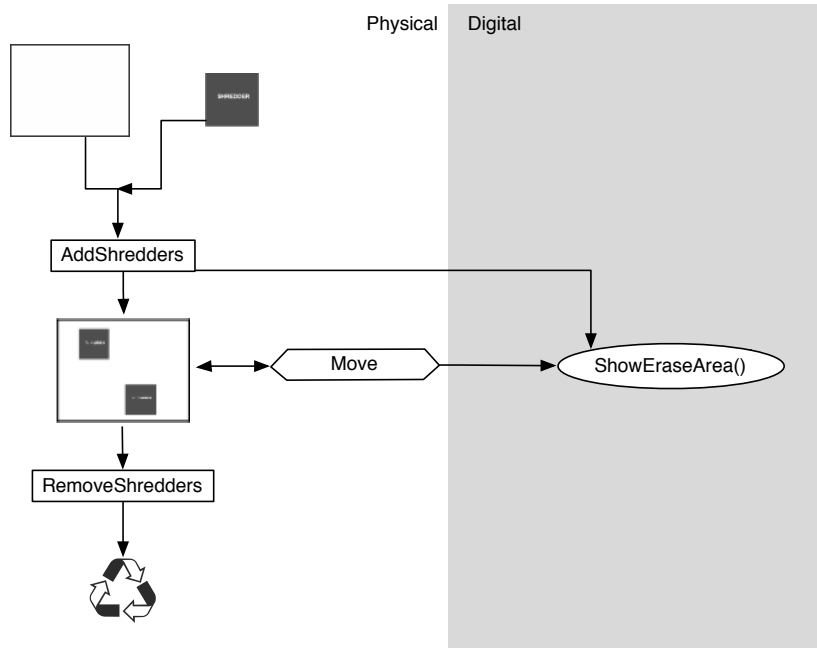 Physical
Digital
SHREDDER
AddShredders
Move
ShowEraseArea()
RemoveShredders